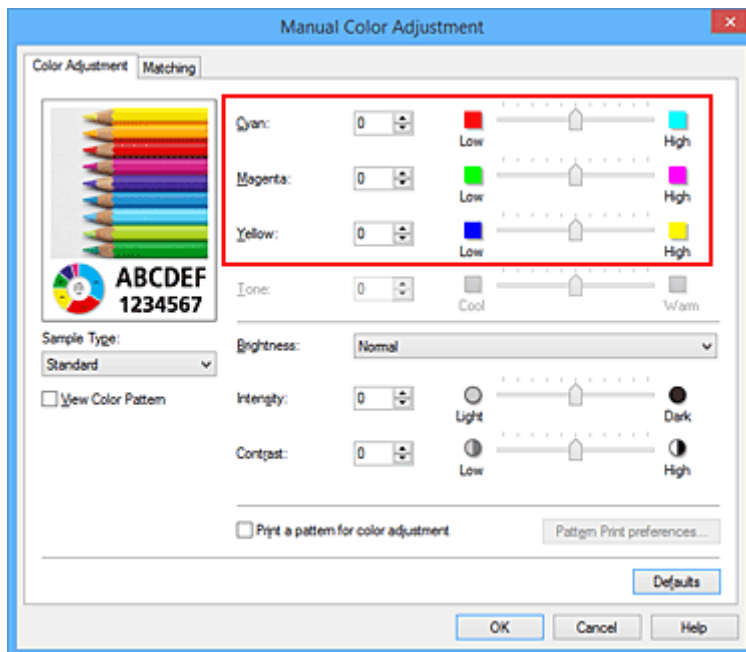 Manual Color Adjustment
Color Adjustment Matching
Cyan: 0 Low High
Magenta: 0 Low High
Yellow: 0 Low High
ABCDEF
1234567
Tone: 0 Cool Warm
Sample Type:
Standard
View Color Pattern
Brightness: Normal
Intensity: 0 Light Dark
Contrast: 0 Low High
Print a pattern for color adjustment Pattern Print preferences...
Defaults
OK Cancel Help